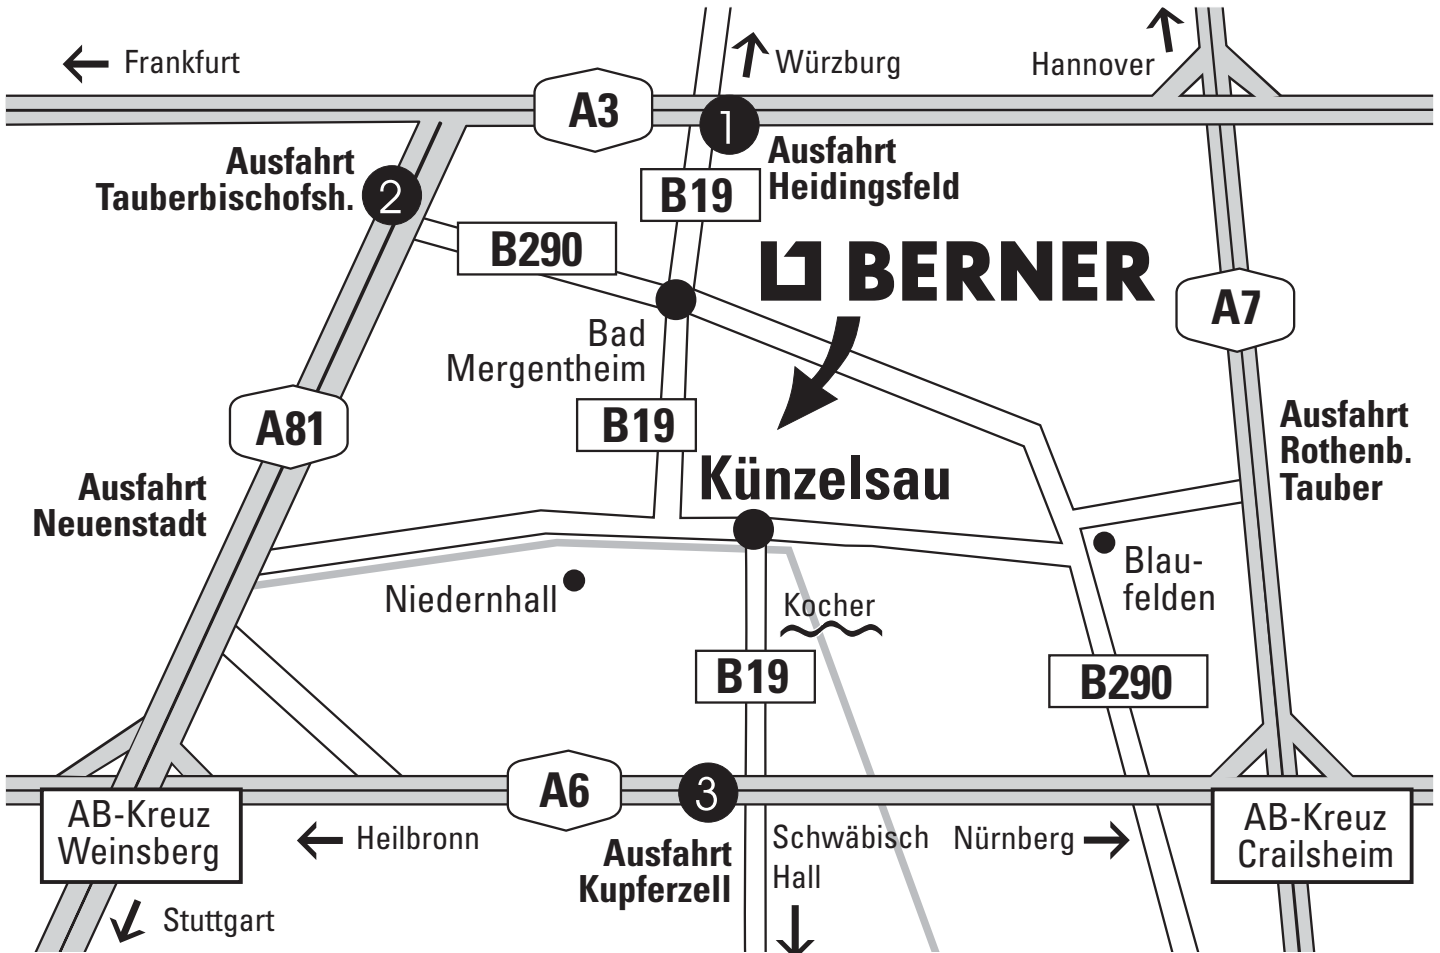 Frankfurt
Würzburg
Hannover
A3
1
Ausfahrt
Heidingsfeld
Ausfahrt
Tauberbischofsh.
2
B19
B290
BERNER
A7
Bad
Mergentheim
A81
B19
Ausfahrt
Rothenb.
Tauber
Künzelsau
Ausfahrt
Neuenstadt
Blau-
felden
Niedernhall
Kocher
B19
B290
A6
3
AB-Kreuz
Weinsberg
Heilbronn
Ausfahrt
Kupferzell
Schwäbisch
Hall
Nürnberg
AB-Kreuz
Crailsheim
Stuttgart